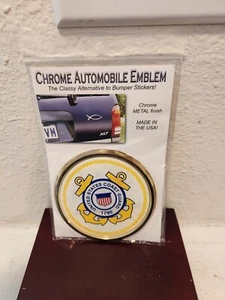 CHROME AUTOMOBILE EMBLEM
The Classy Alternative to Bumper Stickers!
Chrome
METAL finish
MADE IN
THE USA!
VM
UNITED STATES COAST GUARD
1790